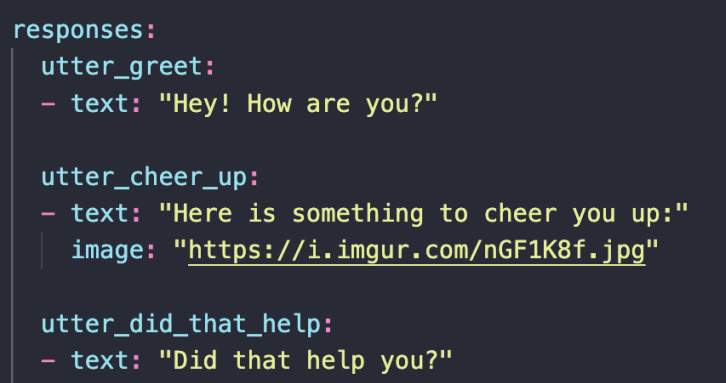 responses:
utter_greet:
- text: "Hey! How are you?"
utter_cheer_up:
- text: "Here is something to cheer you up:"
image: "https://i.imgur.com/nGF1K8f.jpg"
utter_did_that_help:
- text: "Did that help you?"